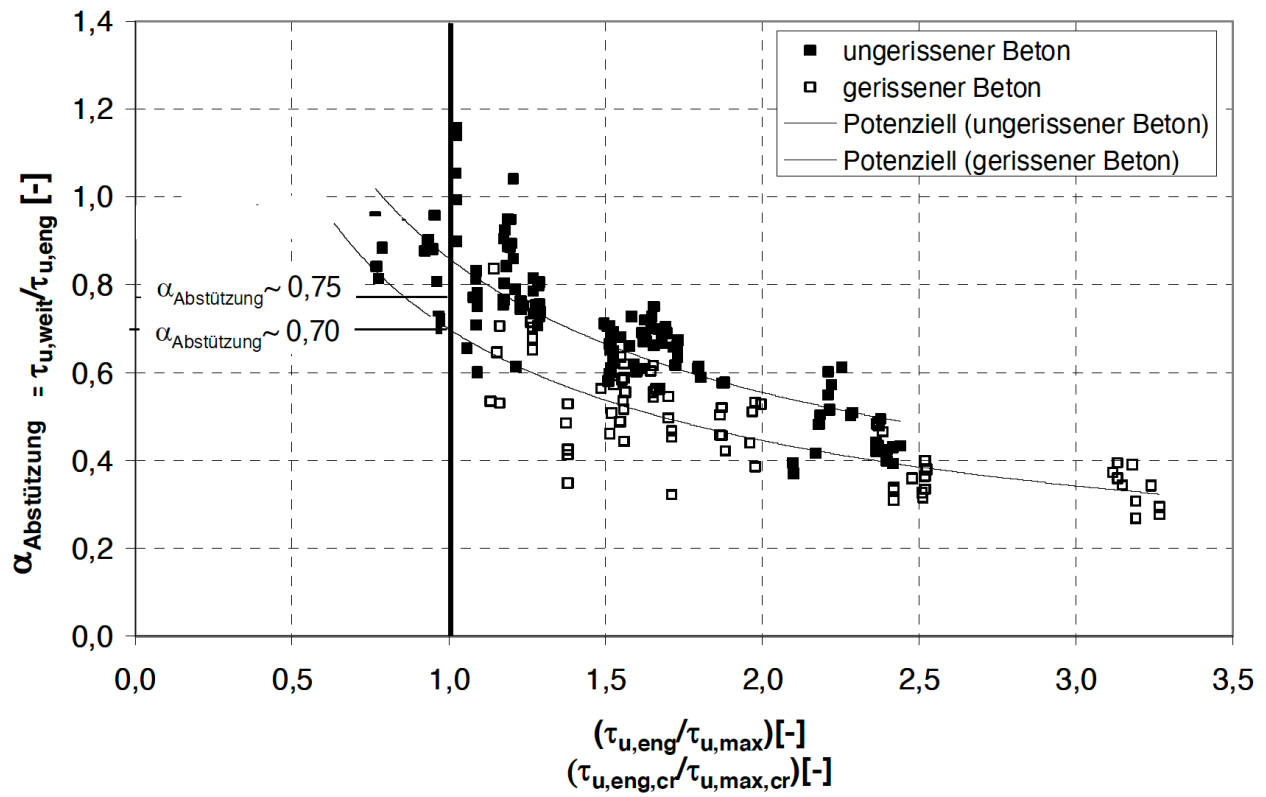 1,4
1,2
1,0
0,8
0,6
0,4
0,2
0,0
0,0 0,5 1,0 1,5 2,0 2,5 3,0 3,5
ungerissener Beton
gerissener Beton
Potenziell (ungerissener Beton)
Potenziell (gerissener Beton)
αAbstützung~ 0,75
αAbstützung~ 0,70
αAbstützung = τu,weit/τu,eng [-]
(τu,eng/τu,max)[-]
(τu,eng,cr/τu,max,cr)[-]